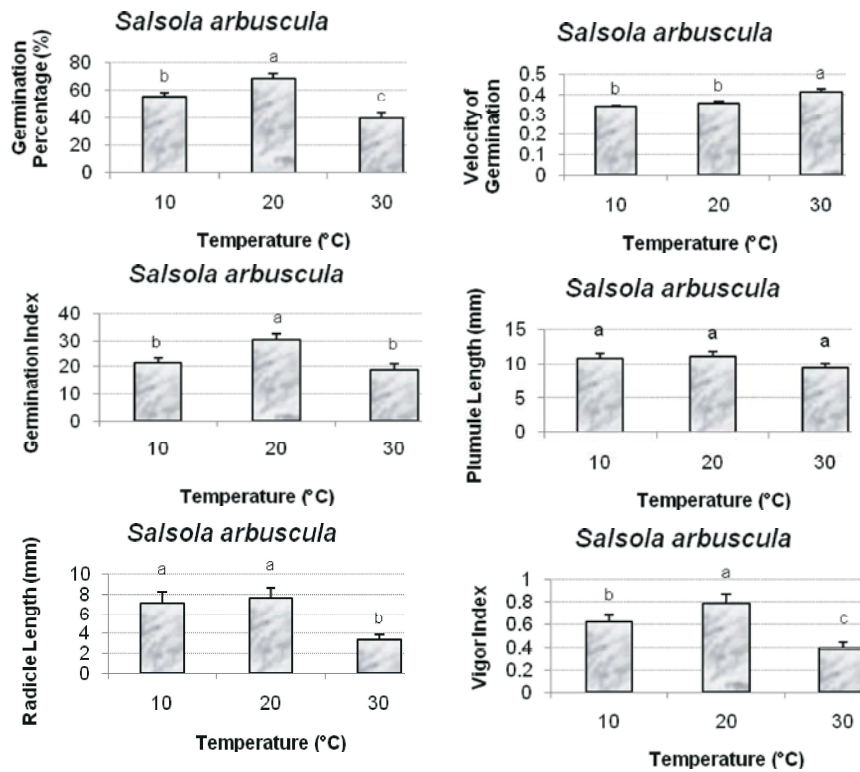 Salsola arbuscula
Germination
Percentage (%)
80
60
40
20
0
b
a
c
10 20 30
Temperature (°C)
Salsola arbuscula
Velocity of
Germination
0.5
0.4
0.3
0.2
0.1
0
b
b
a
10 20 30
Temperature (°C)
Salsola arbuscula
Germination Index
40
30
20
10
0
b
a
b
10 20 30
Temperature (°C)
Salsola arbuscula
Plumule Length (mm)
15
10
5
0
a
a
a
10 20 30
Temperature (°C)
Salsola arbuscula
Radicle Length (mm)
10
8
6
4
2
0
a
a
b
10 20 30
Temperature (°C)
Salsola arbuscula
Vigor Index
1
0.8
0.6
0.4
0.2
0
b
a
c
10 20 30
Temperature (°C)